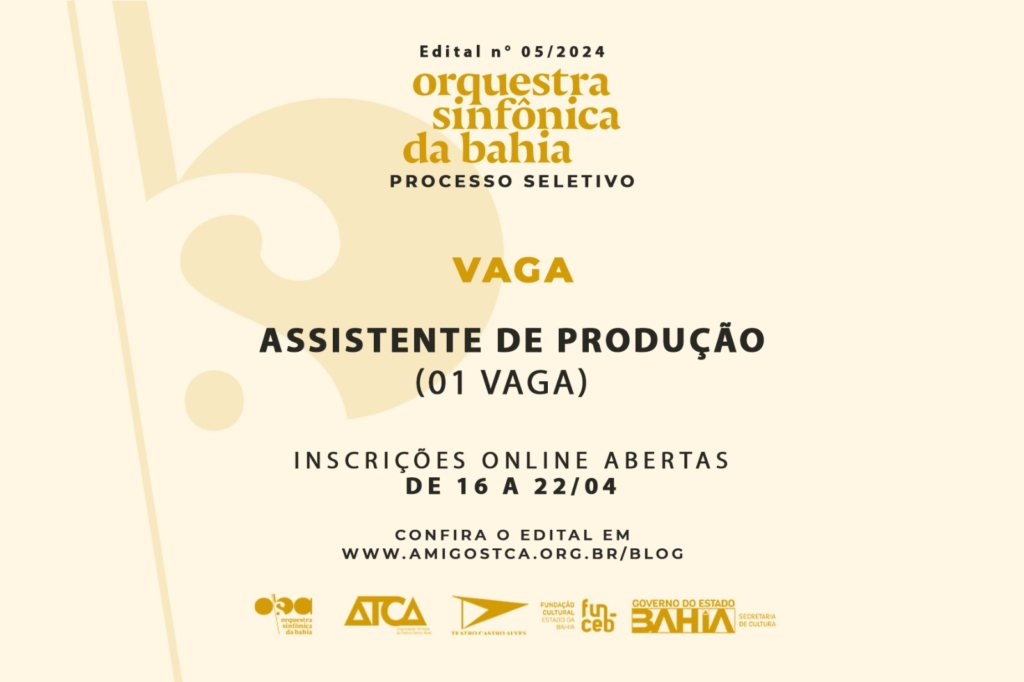 Edital n° 05/2024
orquestra
sinfônica
da bahia
PROCESSO SELETIVO
VAGA
ASSISTENTE DE PRODUÇÃO
(01 VAGA)
INSCRIÇÕES ONLINE ABERTAS
DE 16 A 22/04
CONFIRA O EDITAL EM
WWW.AMIGOSTCA.ORG.BR/BLOG
orquestra
sinfônica
da bahia
ATCA
TEATRO CASTRO ALVES
FUNDAÇÃO
CULTURAL
ESTADO DA
BAHIA
fun
ceb
GOVERNO DO ESTADO
BAHIA
SECRETARIA
DE CULTURA